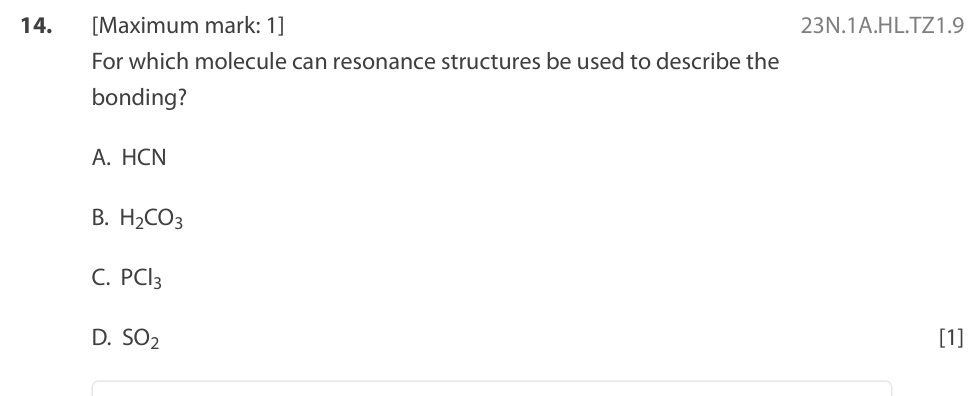 14. [Maximum mark: 1] 23N.1A.HL.TZ1.9
For which molecule can resonance structures be used to describe the
bonding?
A. HCN
B. H₂CO₃
C. PCl₃
D. SO₂ [1]